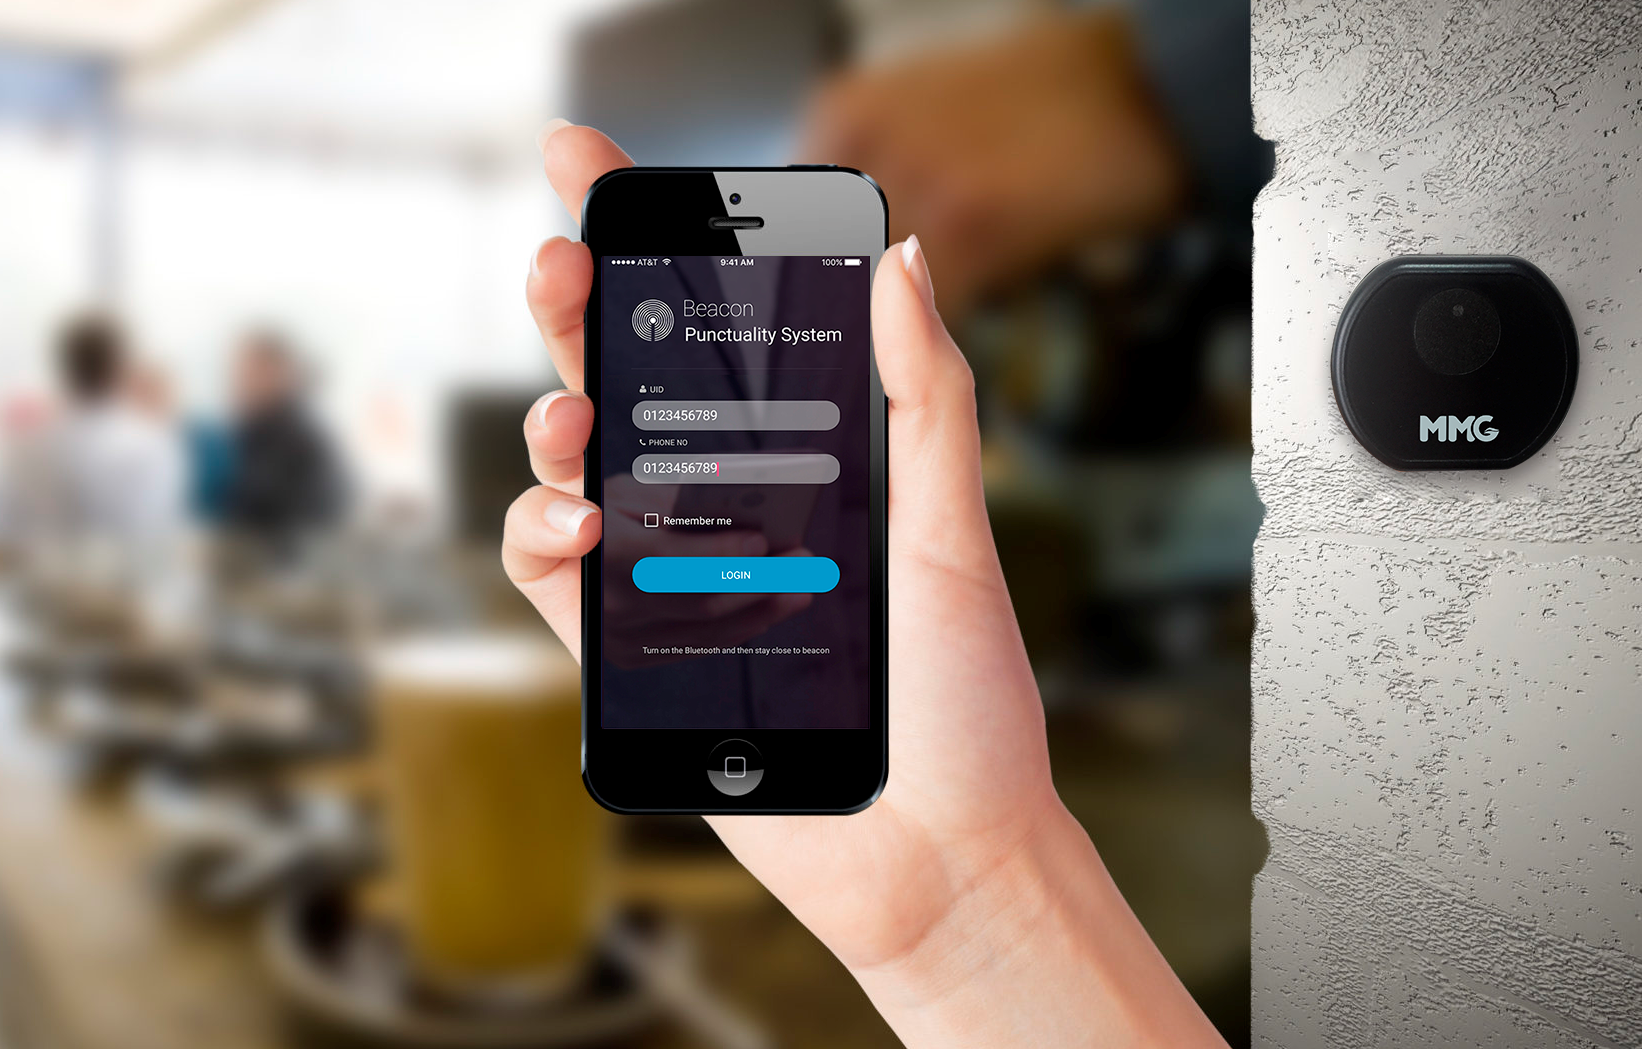 AT&T
9:41 AM
100%
Beacon
Punctuality System
UID
0123456789
PHONE NO
0123456789
Remember me
LOGIN
Turn on the Bluetooth and then stay close to beacon
MMG